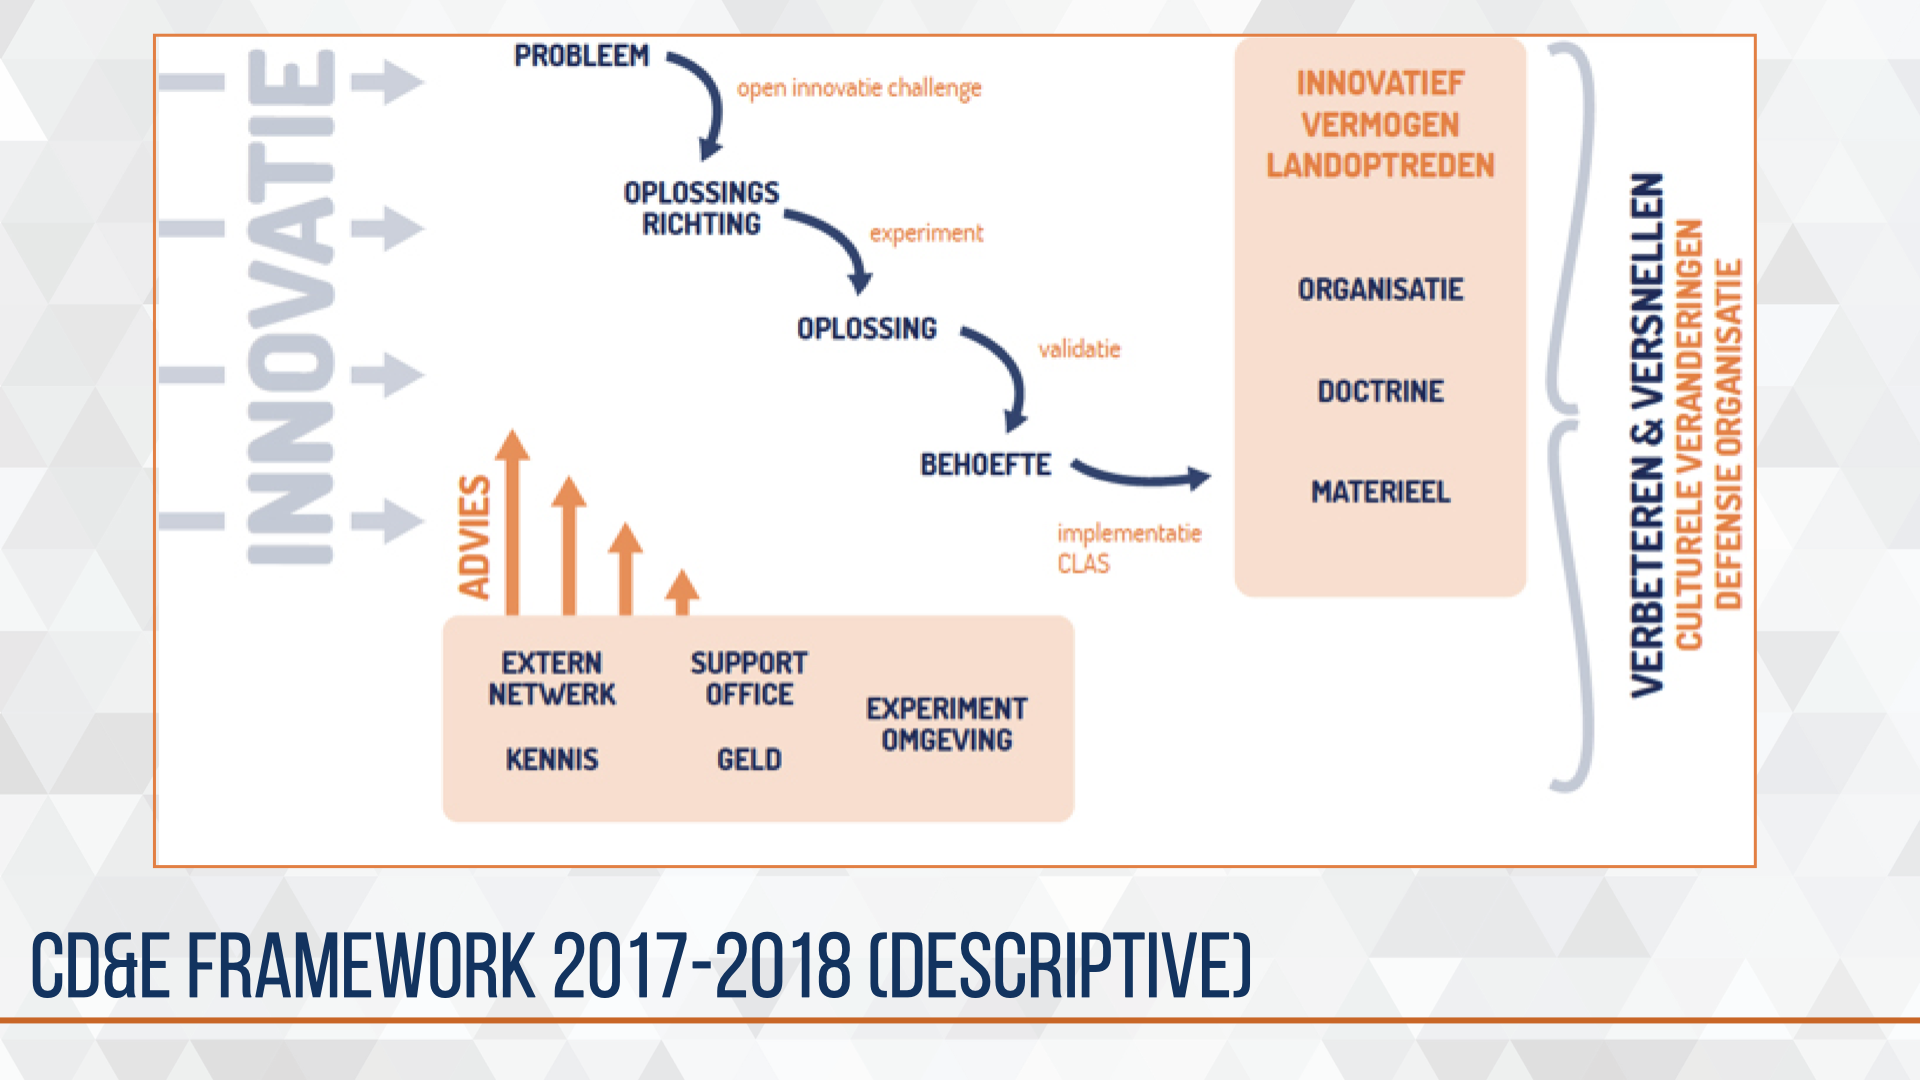 INNOVATIE
PROBLEEM
open innovatie challenge
OPLOSSINGS
RICHTING
experiment
OPLOSSING
validatie
BEHOEFTE
implementatie
CLAS
ADVIES
EXTERN
NETWERK
KENNIS
SUPPORT
OFFICE
GELD
EXPERIMENT
OMGEVING
INNOVATIEF
VERMOGEN
LANDOPTREDEN
ORGANISATIE
DOCTRINE
MATERIEEL
VERBETEREN & VERSNELLEN
CULTURELE VERANDERINGEN
DEFENSIE ORGANISATIE
CD&E FRAMEWORK 2017-2018 (DESCRIPTIVE)